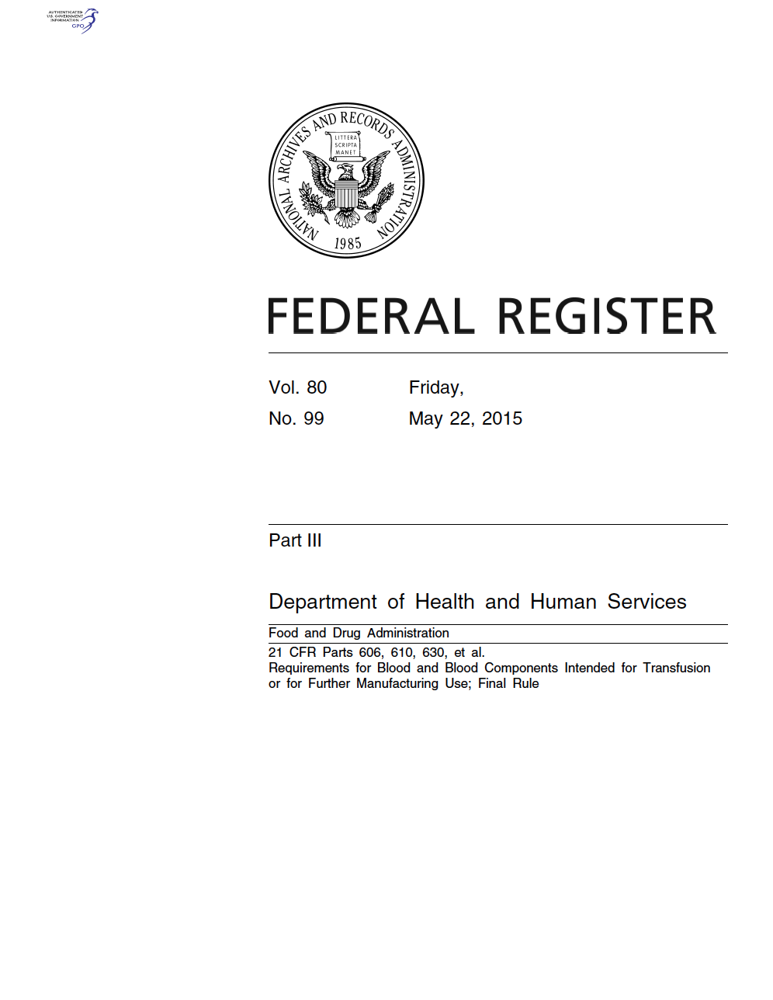 AUTHENTICATED
U.S. GOVERNMENT
INFORMATION
GPO
NATIONAL ARCHIVES AND RECORDS ADMINISTRATION
LITTERA
SCRIPTA
MANET
1985
FEDERAL REGISTER
Vol. 80 Friday,
No. 99 May 22, 2015
Part III
Department of Health and Human Services
Food and Drug Administration
21 CFR Parts 606, 610, 630, et al.
Requirements for Blood and Blood Components Intended for Transfusion
or for Further Manufacturing Use; Final Rule